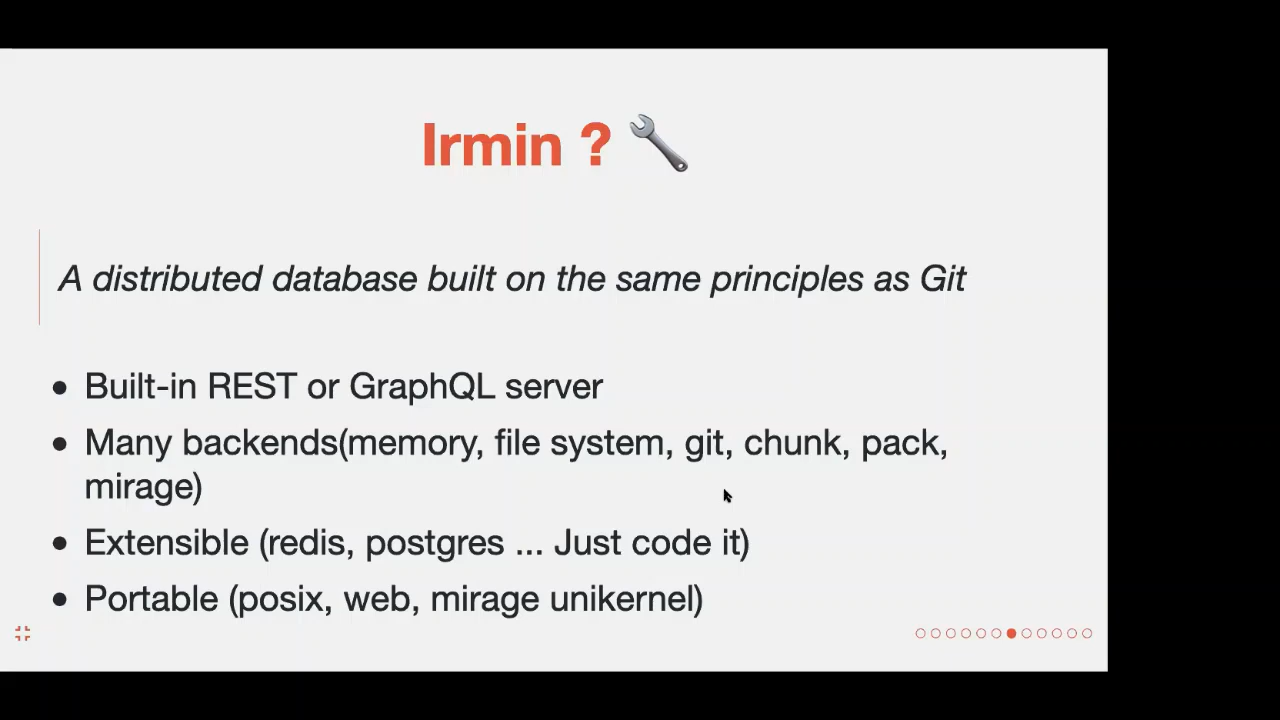 Irmin ? 🔧
A distributed database built on the same principles as Git
● Built-in REST or GraphQL server
● Many backends(memory, file system, git, chunk, pack,
mirage)
● Extensible (redis, postgres ... Just code it)
● Portable (posix, web, mirage unikernel)